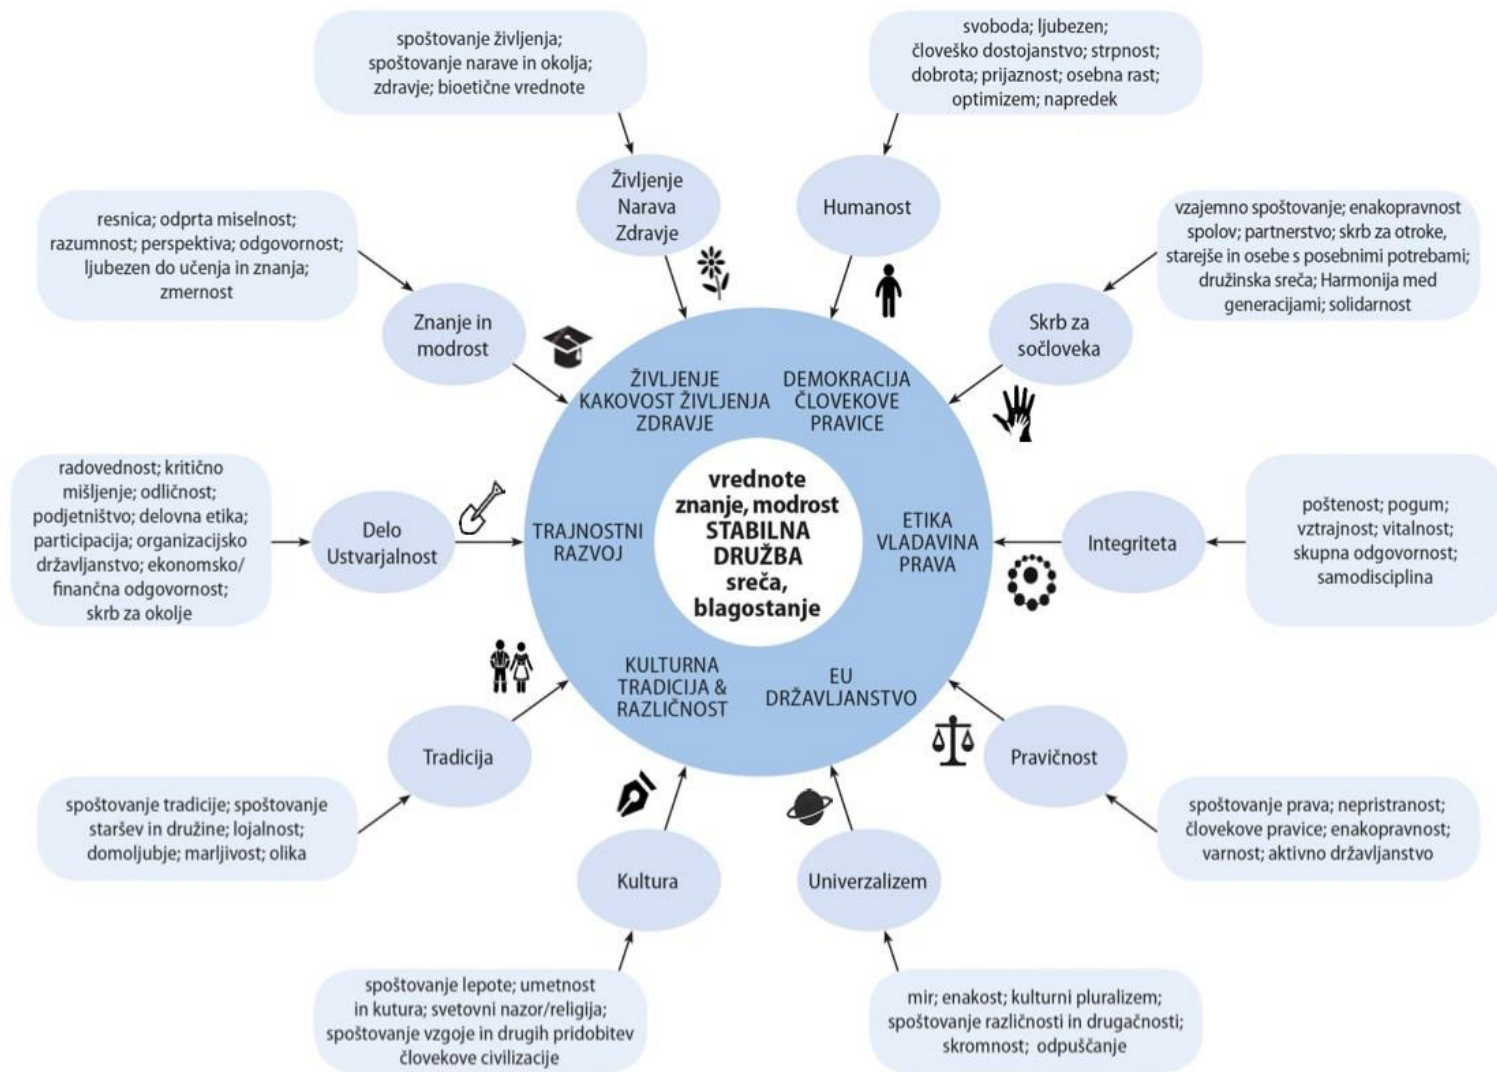 spoštovanje življenja;
spoštovanje narave in okolja;
zdravje; bioetične vrednote
svoboda; ljubezen;
človeško dostojanstvo; strpnost;
dobrota; prijaznost; osebna rast;
optimizem; napredek
Življenje
Narava
Zdravje
Humanost
resnica; odprta miselnost;
razumnost; perspektiva; odgovornost;
ljubezen do učenja in znanja;
zmernost
vzajemno spoštovanje; enakopravnost
spolov; partnerstvo; skrb za otroke,
starejše in osebe s posebnimi potrebami;
družinska sreča; Harmonija med
generacijami; solidarnost
Znanje in
modrost
Skrb za
sočloveka
ŽIVLJENJE
KAKOVOST ŽIVLJENJA
ZDRAVJE
DEMOKRACIJA
ČLOVEKOVE
PRAVICE
radovednost; kritično
mišljenje; odličnost;
podjetništvo; delovna etika;
participacija; organizacijsko
državljanstvo; ekonomsko/
finančna odgovornost;
skrb za okolje
Delo
Ustvarjalnost
TRAJNOSTNI
RAZVOJ
vrednote
znanje, modrost
STABILNA
DRUŽBA
sreča,
blagostanje
ETIKA
VLADAVINA
PRAVA
Integriteta
poštenost; pogum;
vztrajnost; vitalnost;
skupna odgovornost;
samodisciplina
KULTURNA
TRADICIJA &
RAZLIČNOST
EU
DRŽAVLJANSTVO
Tradicija
Pravičnost
spoštovanje tradicije; spoštovanje
staršev in družine; lojalnost;
domoljubje; marljivost; olika
spoštovanje prava; nepristranost;
človekove pravice; enakopravnost;
varnost; aktivno državljanstvo
Kultura
Univerzalizem
spoštovanje lepote; umetnost
in kutura; svetovni nazor/religija;
spoštovanje vzgoje in drugih pridobitev
človekove civilizacije
mir; enakost; kulturni pluralizem;
spoštovanje različnosti in drugačnosti;
skromnost; odpuščanje